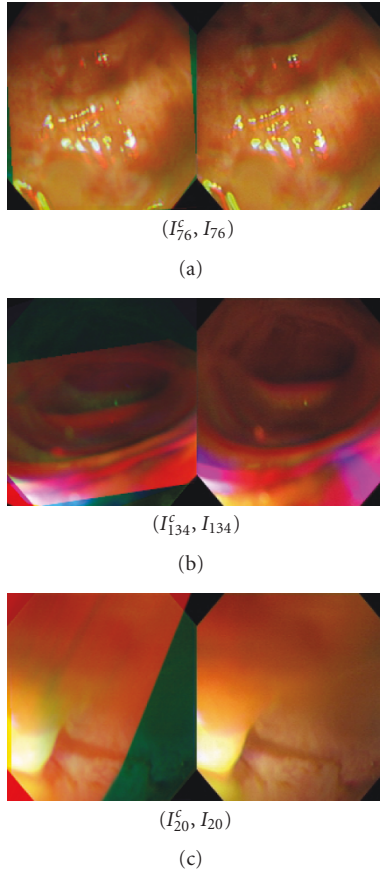 (I^c_76, I_76)
(a)
(I^c_134, I_134)
(b)
(I^c_20, I_20)
(c)